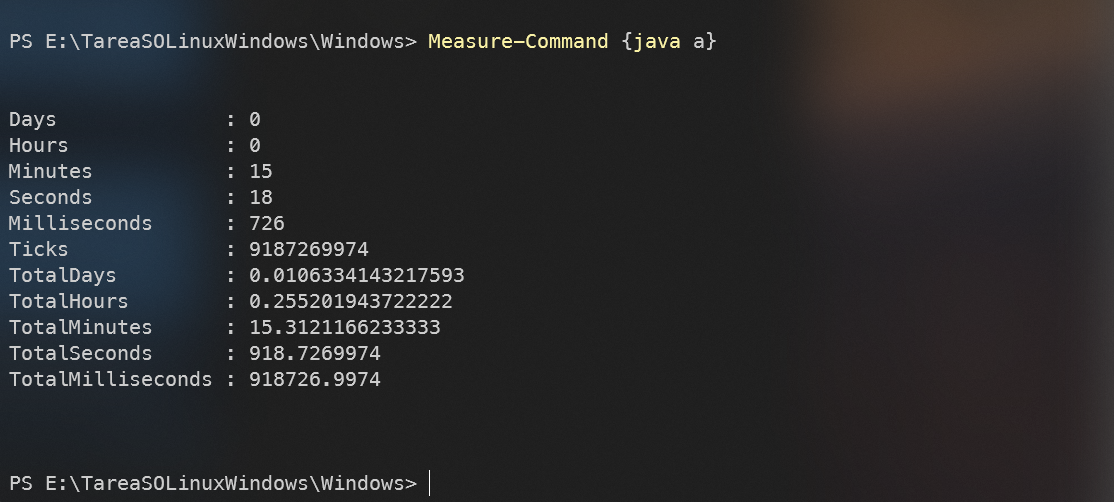 PS E:\TareaSOLinuxWindows\Windows> Measure-Command {java a}
Days              : 0
Hours             : 0
Minutes           : 15
Seconds           : 18
Milliseconds      : 726
Ticks             : 9187269974
TotalDays         : 0.0106334143217593
TotalHours        : 0.255201943722222
TotalMinutes      : 15.3121166233333
TotalSeconds      : 918.7269974
TotalMilliseconds : 918726.9974
PS E:\TareaSOLinuxWindows\Windows>